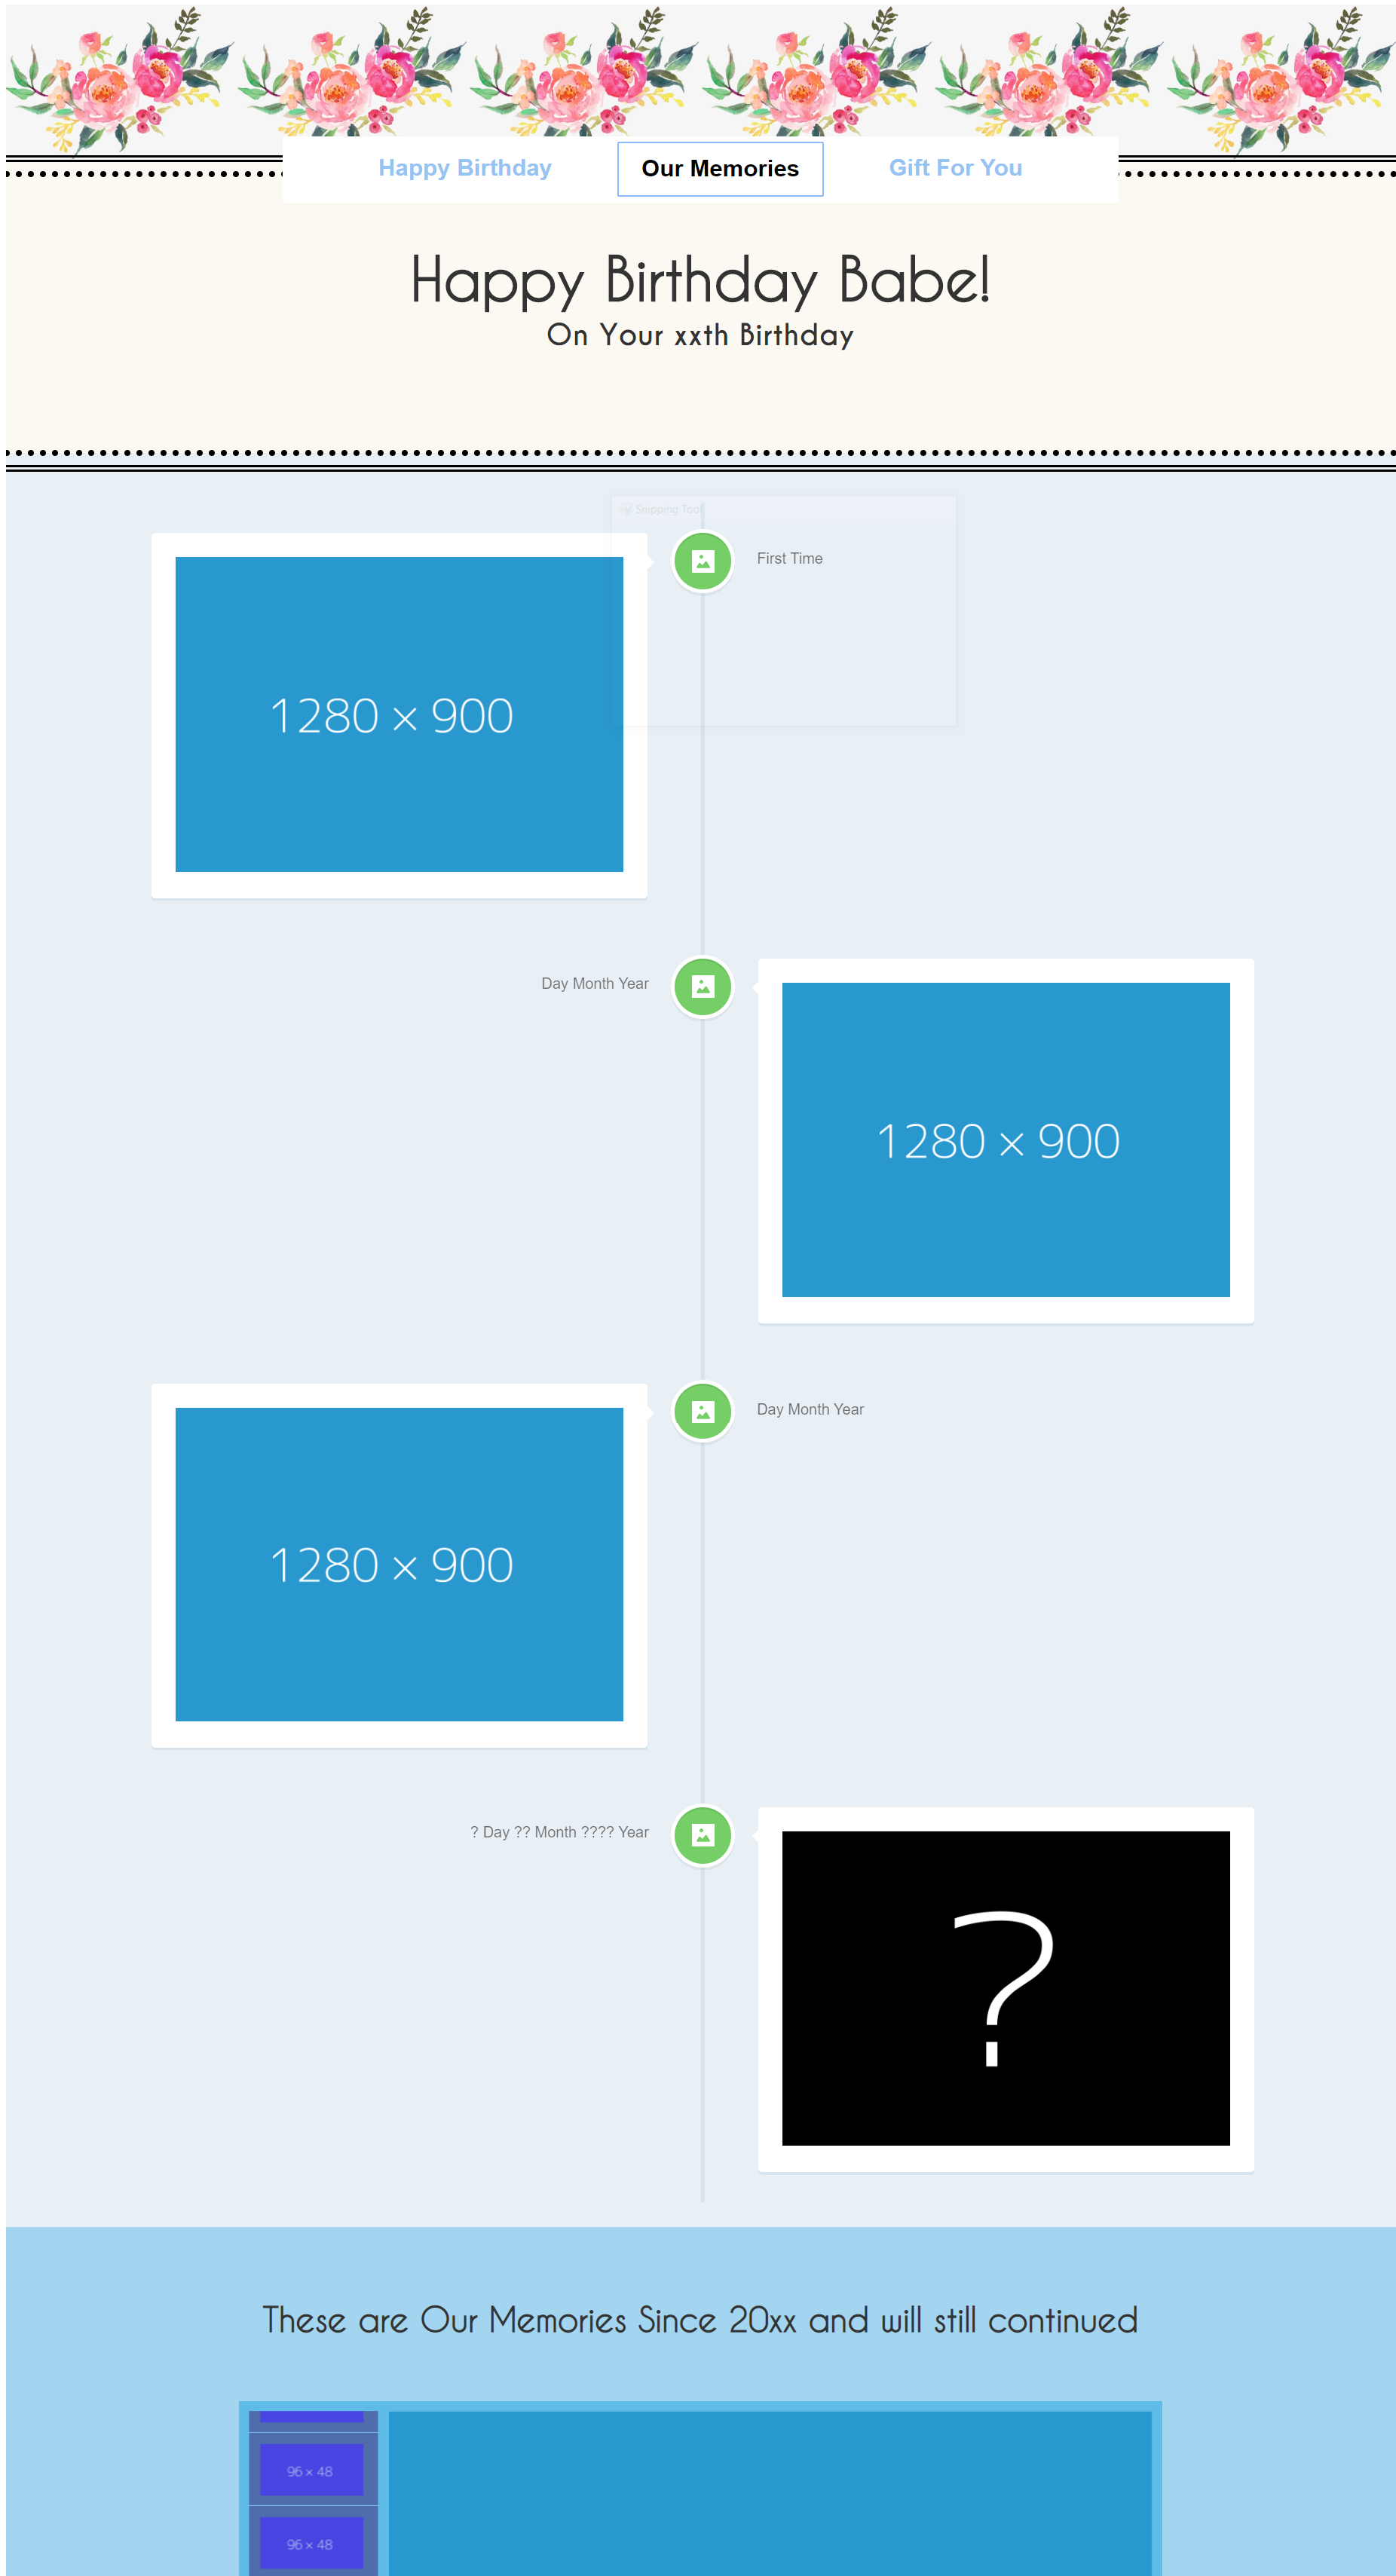 Happy Birthday
Our Memories
Gift For You
Happy Birthday Babe!
On Your xxth Birthday
Snipping Tool
First Time
1280 × 900
Day Month Year
1280 × 900
Day Month Year
1280 × 900
? Day ?? Month ???? Year
?
These are Our Memories Since 20xx and will still continued
96 × 48
96 × 48